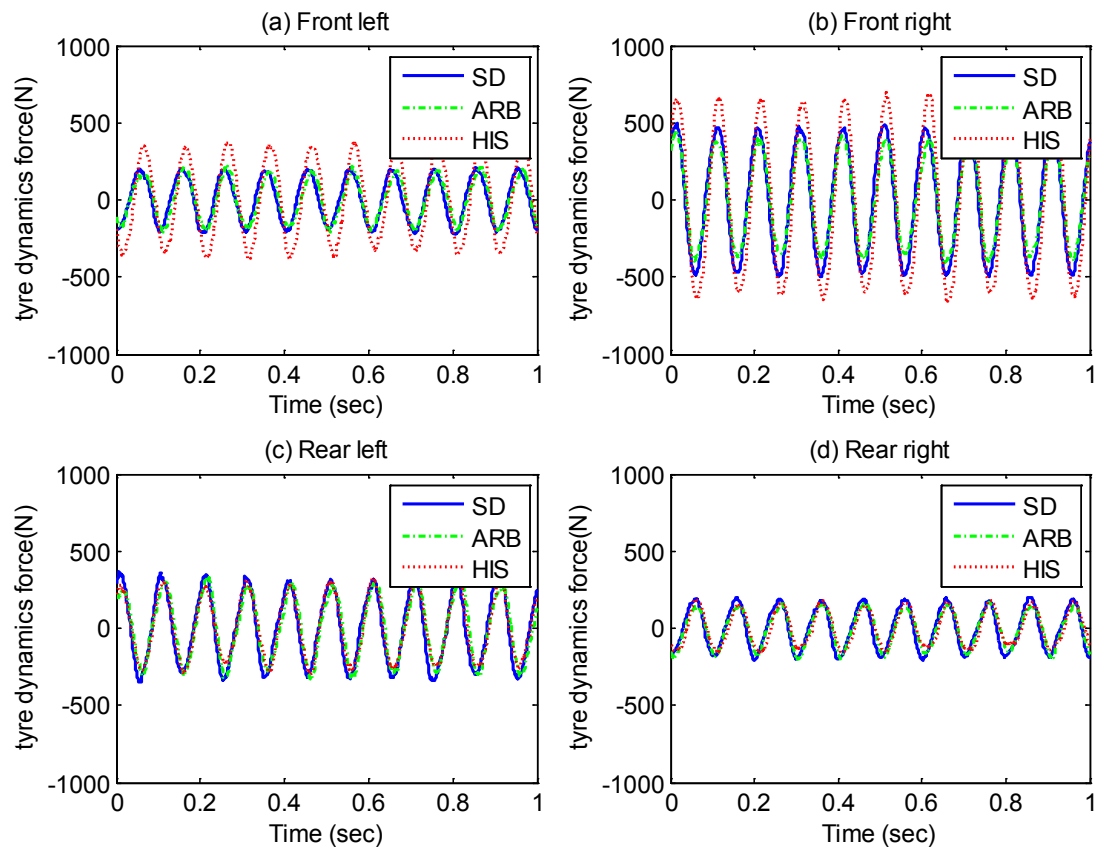 (a) Front left
tyre dynamics force(N)
1000
500
0
-500
-1000
SD
ARB
HIS
0 0.2 0.4 0.6 0.8 1
Time (sec)
(b) Front right
tyre dynamics force(N)
1000
500
0
-500
-1000
SD
ARB
HIS
0 0.2 0.4 0.6 0.8 1
Time (sec)
(c) Rear left
tyre dynamics force(N)
1000
500
0
-500
-1000
SD
ARB
HIS
0 0.2 0.4 0.6 0.8 1
Time (sec)
(d) Rear right
tyre dynamics force(N)
1000
500
0
-500
-1000
SD
ARB
HIS
0 0.2 0.4 0.6 0.8 1
Time (sec)